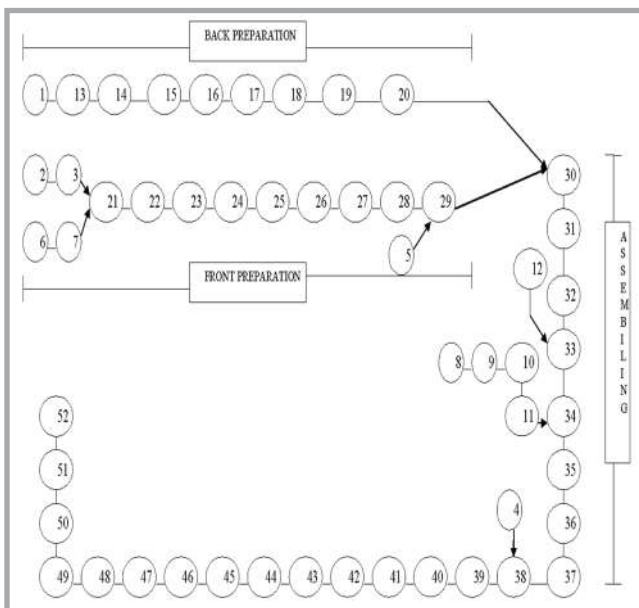 BACK PREPARATION
1 13 14 15 16 17 18 19 20
2 3
30
21 22 23 24 25 26 27 28 29
31
6 7
5
12
FRONT PREPARATION
32
33
8 9 10
11
34
52
51
35
4
36
50
49 48 47 46 45 44 43 42 41 40 39 38 37
A
S
S
E
M
B
I
L
I
N
G